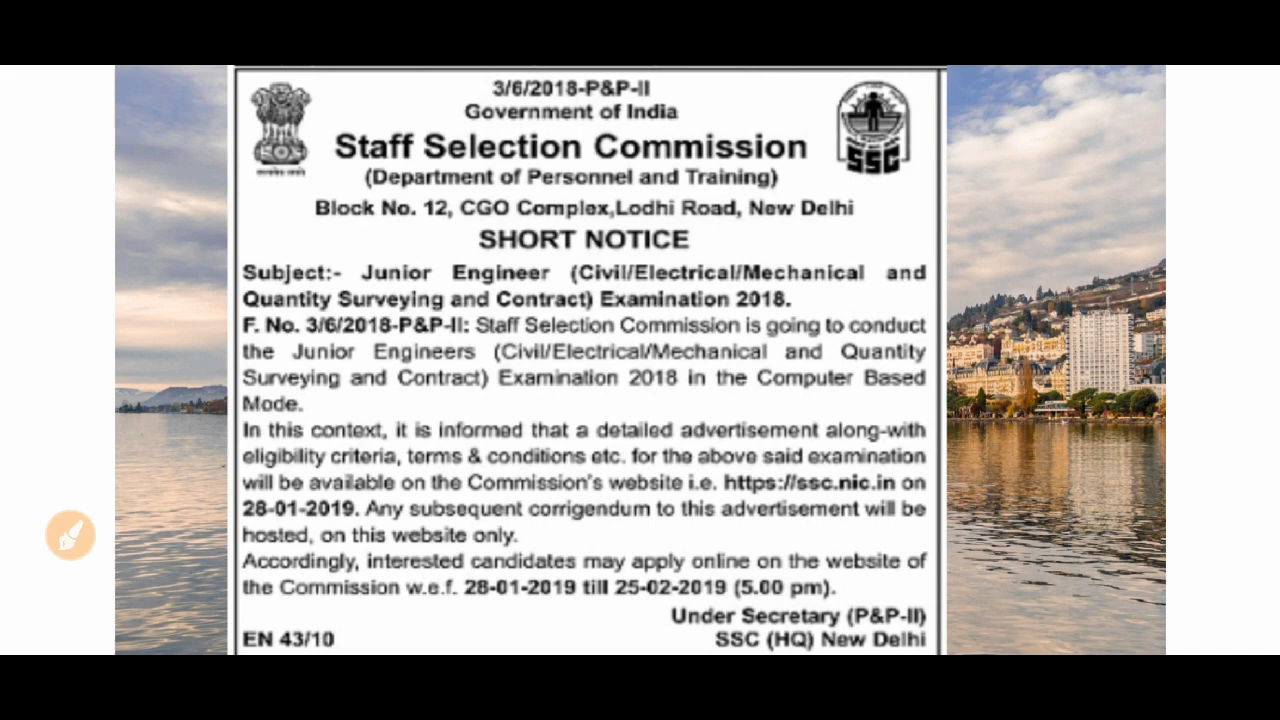 3/6/2018-P&P-II
Government of India
Staff Selection Commission
(Department of Personnel and Training)
Block No. 12, CGO Complex,Lodhi Road, New Delhi
SHORT NOTICE
Subject:- Junior Engineer (Civil/Electrical/Mechanical and
Quantity Surveying and Contract) Examination 2018.
F. No. 3/6/2018-P&P-II: Staff Selection Commission is going to conduct
the Junior Engineers (Civil/Electrical/Mechanical and Quantity
Surveying and Contract) Examination 2018 in the Computer Based
Mode.
In this context, it is informed that a detailed advertisement along-with
eligibility criteria, terms & conditions etc. for the above said examination
will be available on the Commission's website i.e. https://ssc.nic.in on
28-01-2019. Any subsequent corrigendum to this advertisement will be
hosted, on this website only.
Accordingly, interested candidates may apply online on the website of
the Commission w.e.f. 28-01-2019 till 25-02-2019 (5.00 pm).
Under Secretary (P&P-II)
EN 43/10 SSC (HQ) New Delhi
SSC